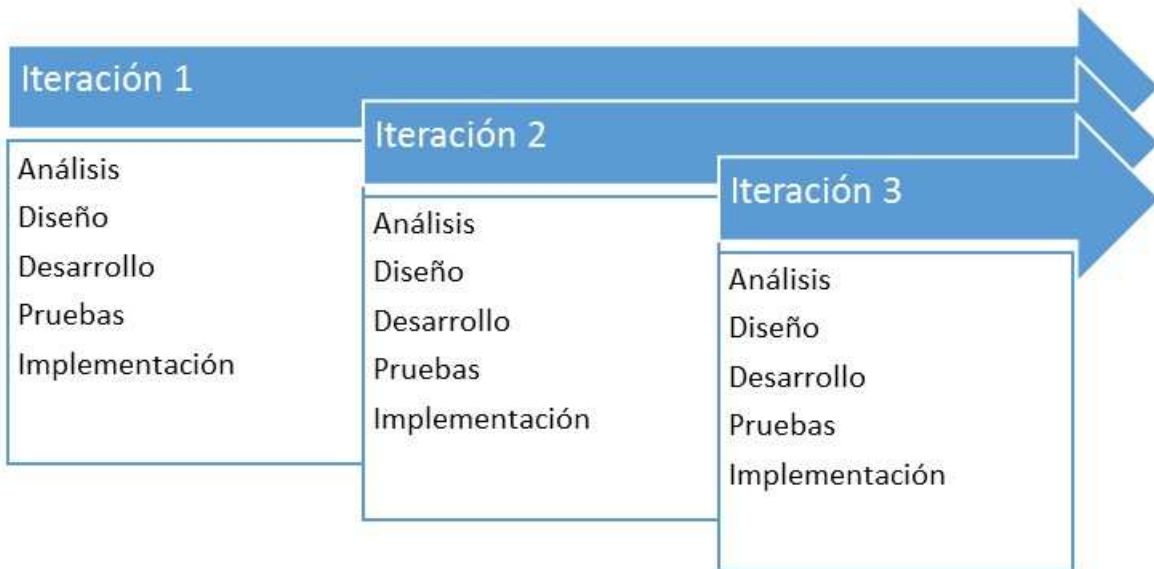 Iteración 1
Análisis
Diseño
Desarrollo
Pruebas
Implementación
Iteración 2
Análisis
Diseño
Desarrollo
Pruebas
Implementación
Iteración 3
Análisis
Diseño
Desarrollo
Pruebas
Implementación